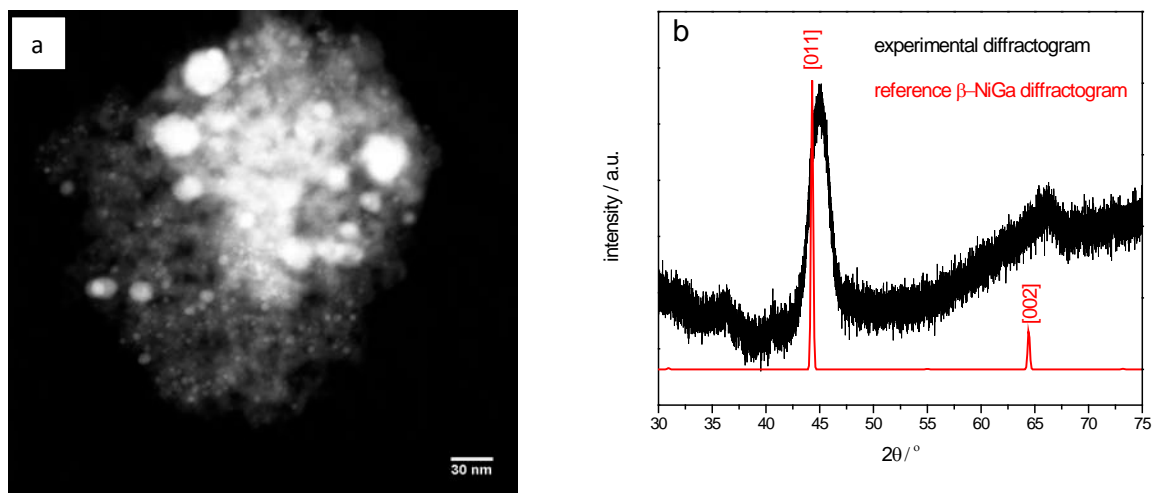 a
30 nm
b
experimental diffractogram
reference β–NiGa diffractogram
[011]
[002]
intensity / a.u.
30 35 40 45 50 55 60 65 70 75
2θ / °